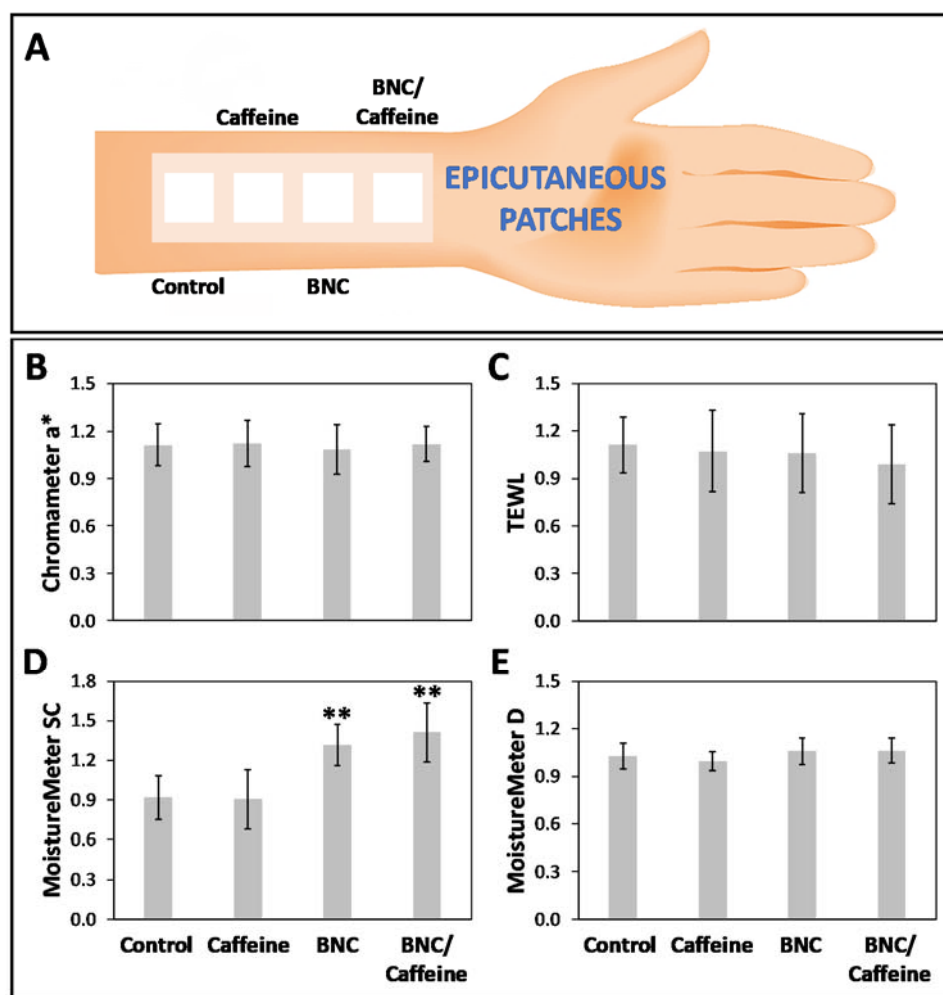 A
BNC/
Caffeine
Caffeine
EPICUTANEOUS
PATCHES
Control
BNC
B
Chromameter a*
1.5
1.2
0.9
0.6
0.3
0.0
C
TEWL
1.5
1.2
0.9
0.6
0.3
0.0
D
MoistureMeter SC
1.8
1.5
1.2
0.9
0.6
0.3
0.0
**
**
Control
Caffeine
BNC
BNC/
Caffeine
E
MoistureMeter D
1.5
1.2
0.9
0.6
0.3
0.0
Control
Caffeine
BNC
BNC/
Caffeine